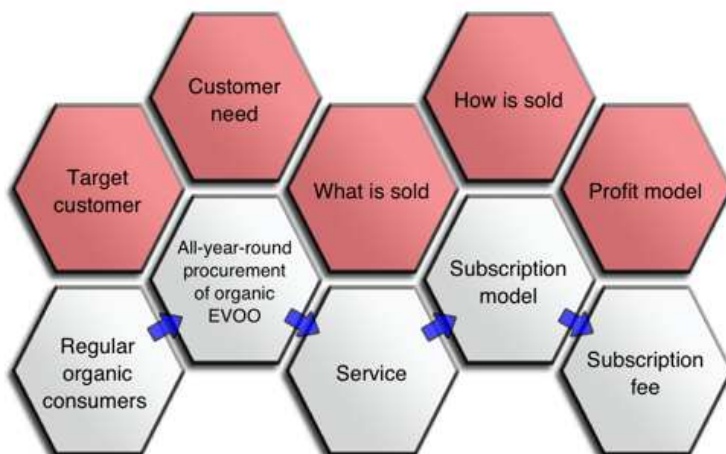 Customer
need
How is sold
Target
customer
What is sold
Profit model
All-year-round
procurement
of organic
EVOO
Subscription
model
Regular
organic
consumers
Service
Subscription
fee